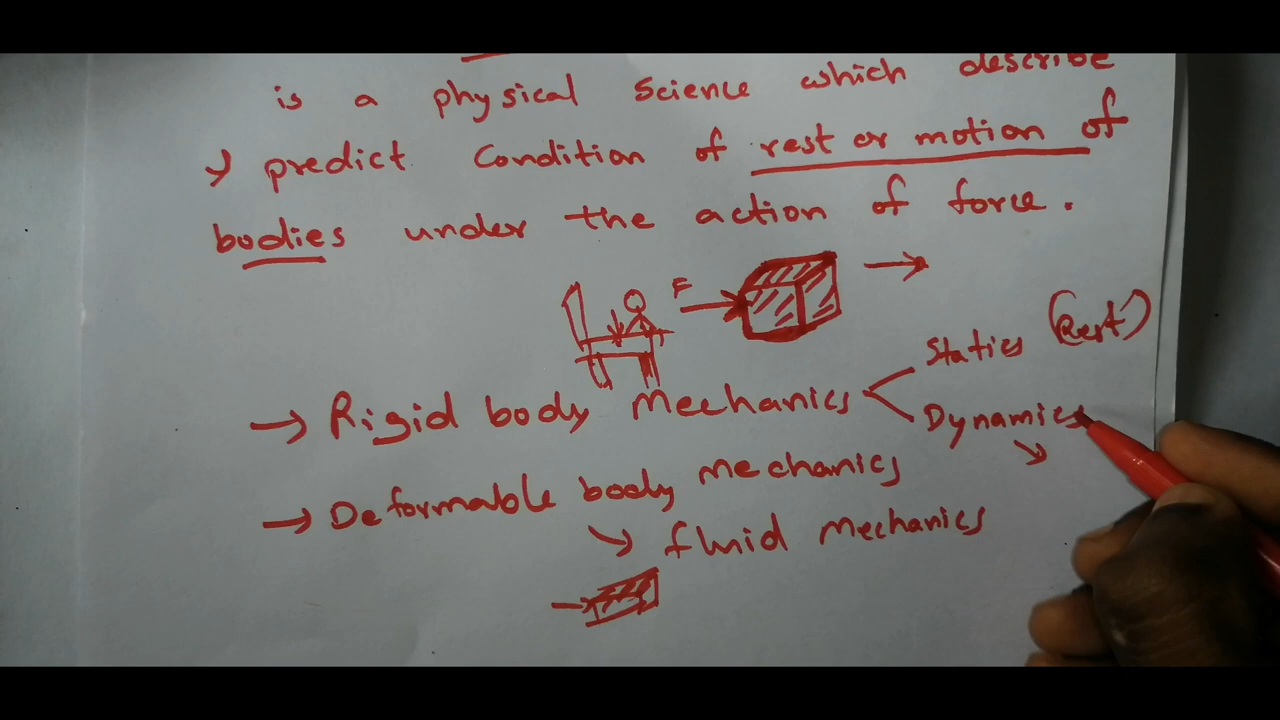 is a physical science which describe
predict condition of rest or motion of
bodies under the action of force.
F
→ Rigid body Mechanics
Statics (Rest)
Dynamics
→ Deformable body Mechanics
→ fluid Mechanics